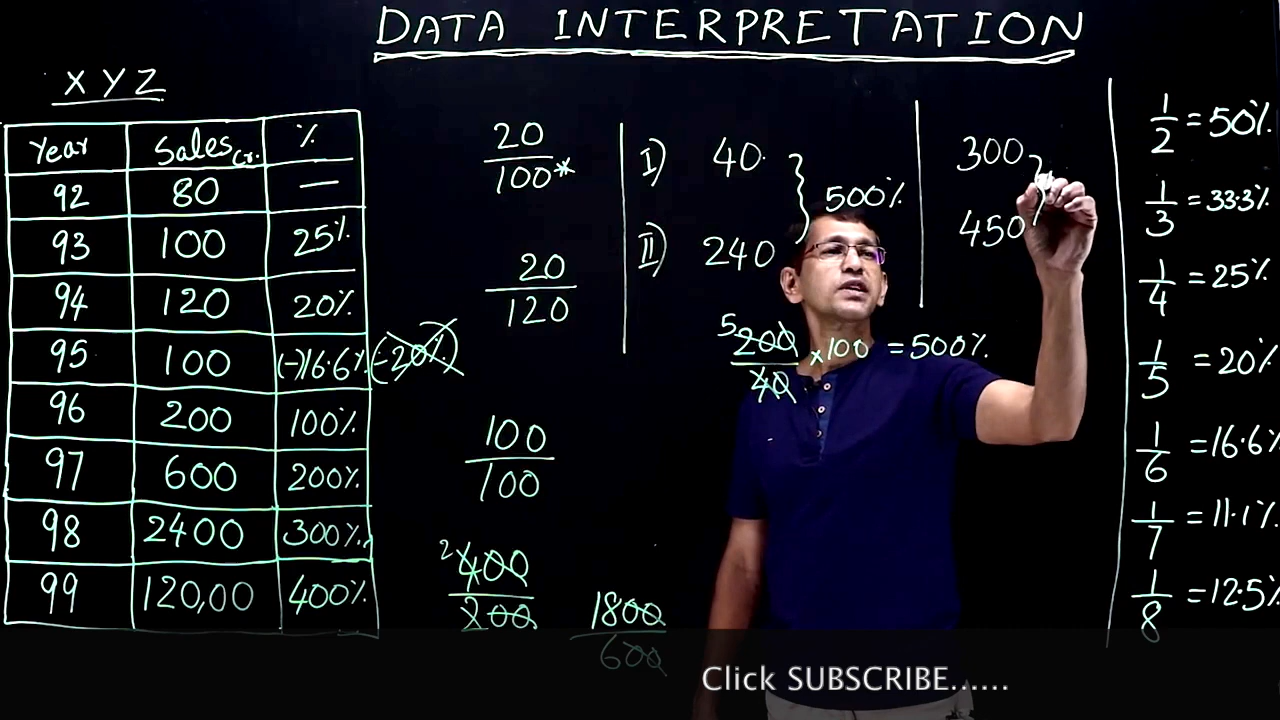 DATA INTERPRETATION
X Y Z
Year Sales Cr. %
92 80 —
93 100 25%
94 120 20%
95 100 (-)16.6% (-20%)
96 200 100%
97 600 200%
98 2400 300%
99 120,00 400%
20
100*
20
120
100
100
2 400
200
1800
600
I) 40
II) 240
500%
5 200
40
×100 = 500%
300
450
1/2 = 50%
1/3 = 33.3%
1/4 = 25%
1/5 = 20%
1/6 = 16.6%
1/7 = 11.1%
1/8 = 12.5%
Click SUBSCRIBE......